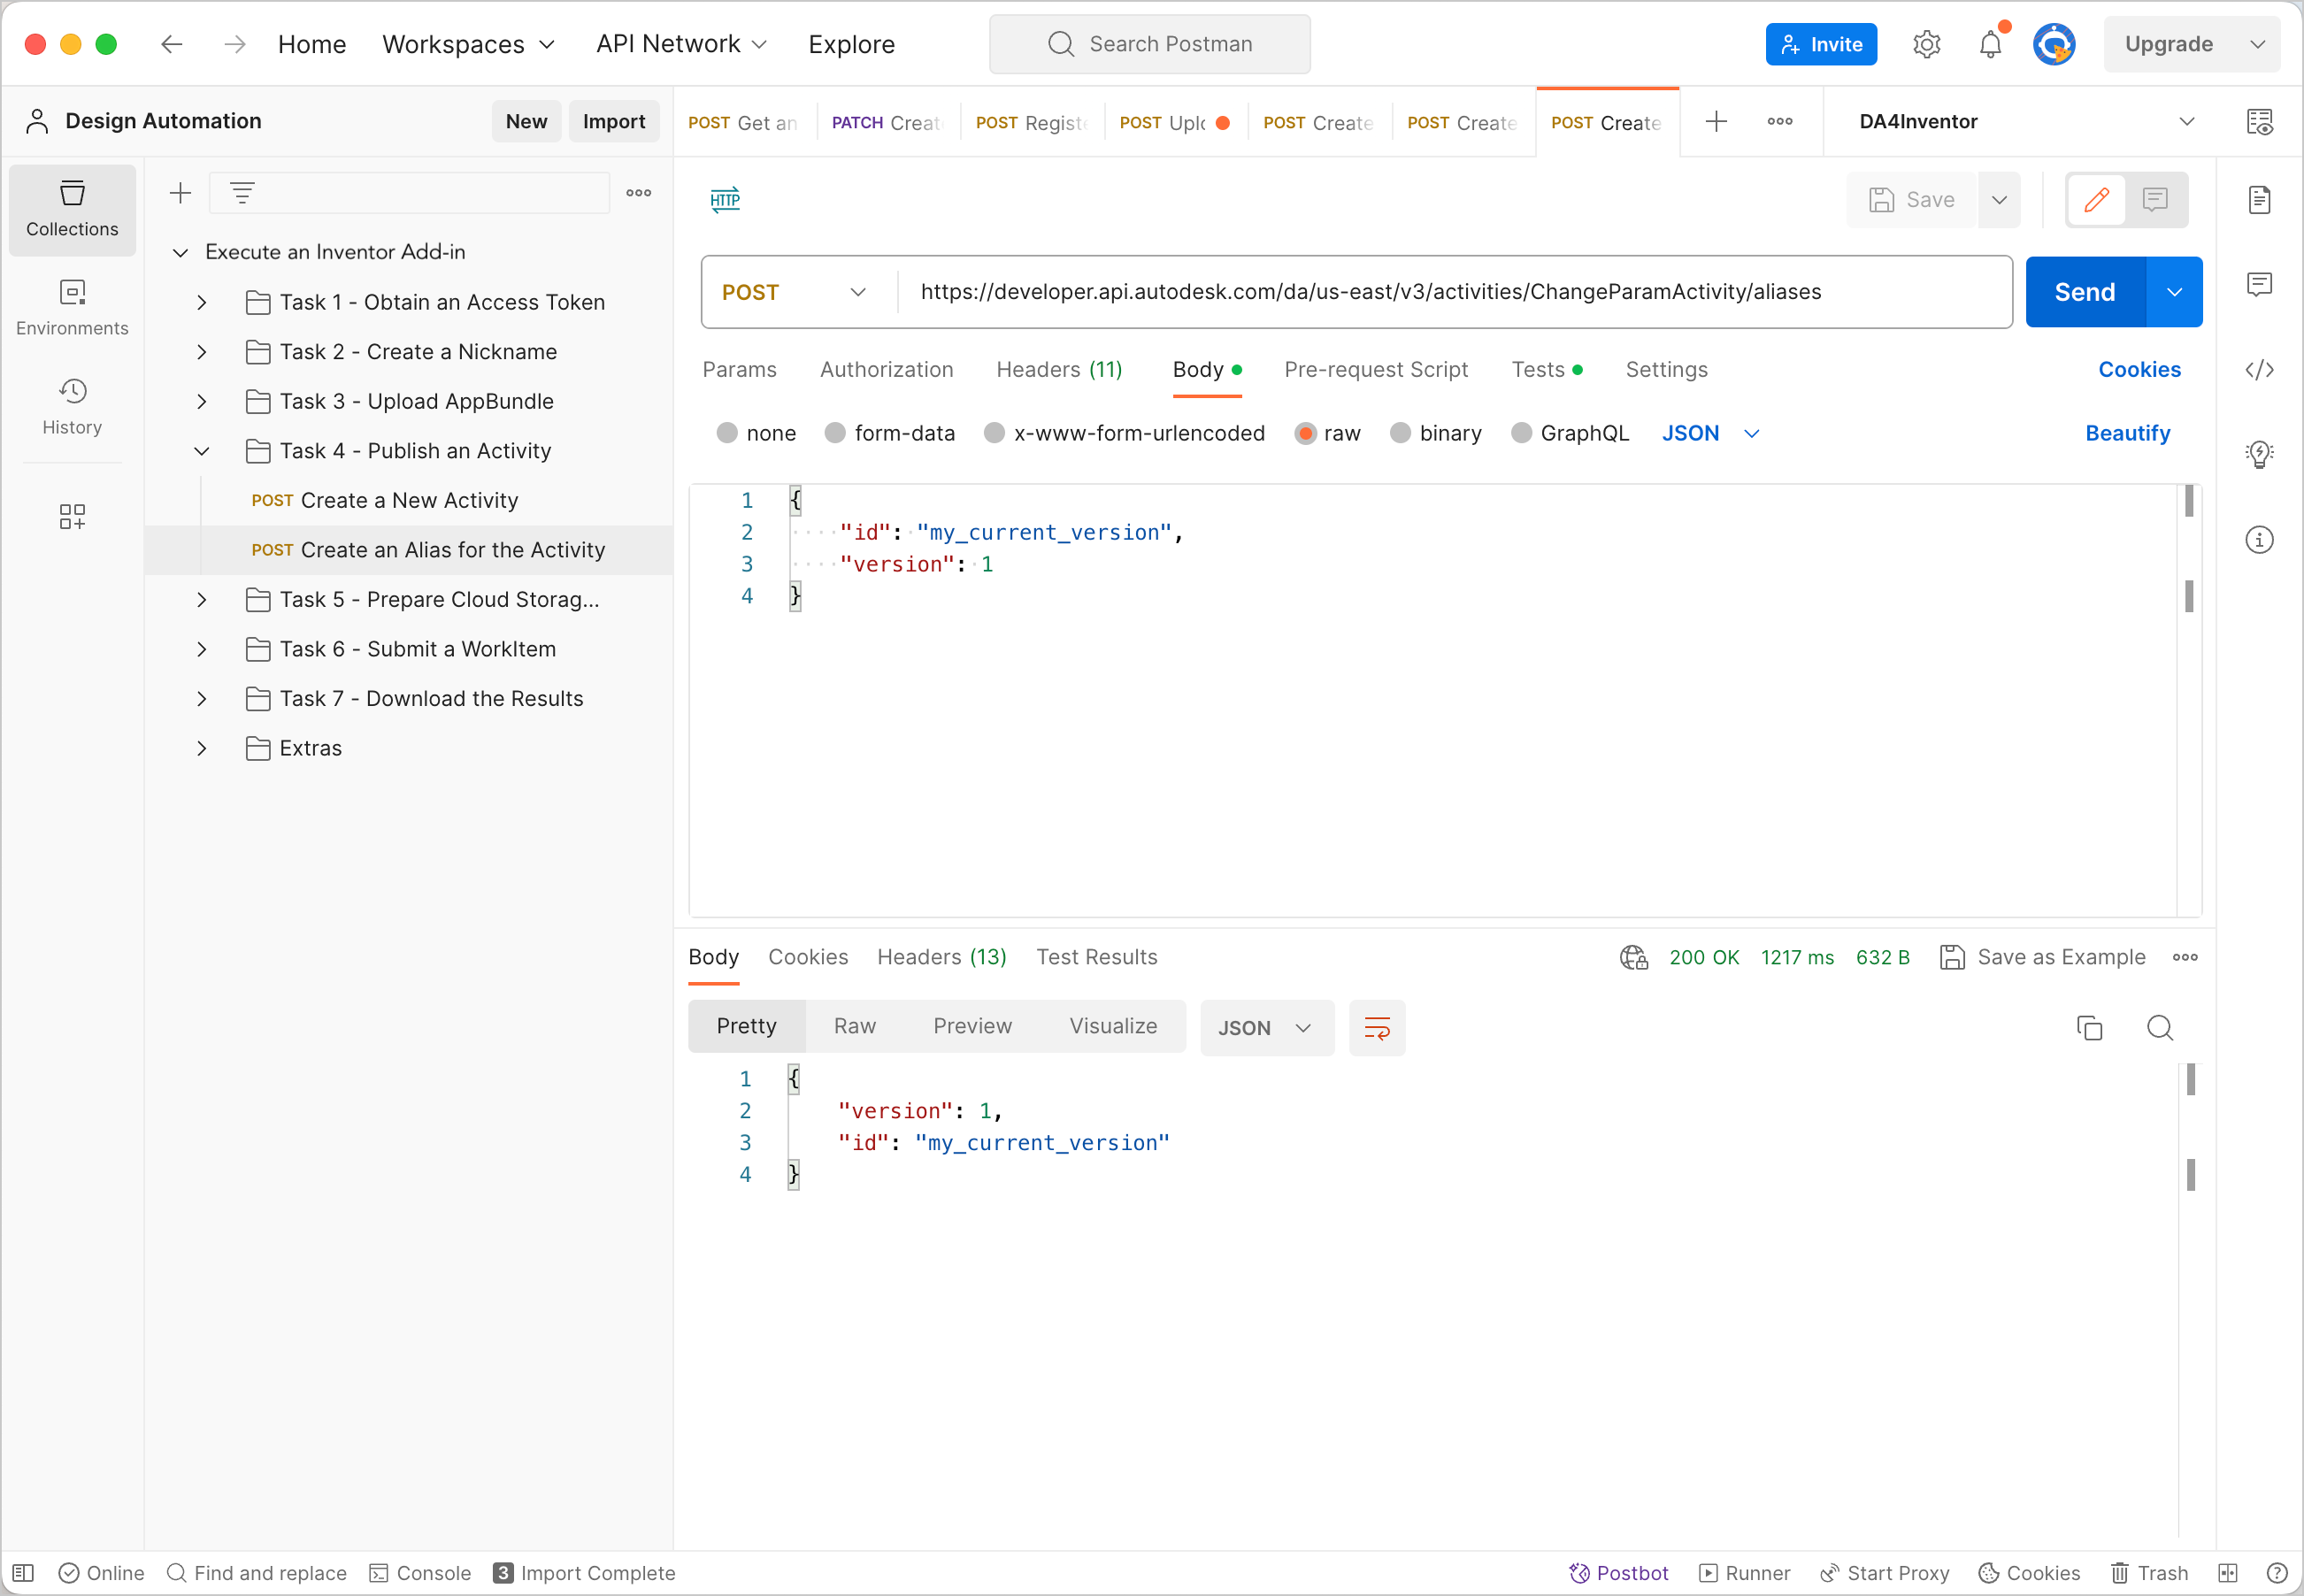 Home
Workspaces
API Network
Explore
Search Postman
Invite
Upgrade
Design Automation
New
Import
POST Get an
PATCH Creat
POST Registe
POST Uplo
POST Create
POST Create
POST Create
DA4Inventor
Collections
Environments
History
Execute an Inventor Add-in
Task 1 - Obtain an Access Token
Task 2 - Create a Nickname
Task 3 - Upload AppBundle
Task 4 - Publish an Activity
POST Create a New Activity
POST Create an Alias for the Activity
Task 5 - Prepare Cloud Storag...
Task 6 - Submit a WorkItem
Task 7 - Download the Results
Extras
HTTP
Save
POST
https://developer.api.autodesk.com/da/us-east/v3/activities/ChangeParamActivity/aliases
Send
Params
Authorization
Headers (11)
Body
Pre-request Script
Tests
Settings
Cookies
none
form-data
x-www-form-urlencoded
raw
binary
GraphQL
JSON
Beautify
1 {
2 ····"id":·"my_current_version",
3 ····"version":·1
4 }
Body
Cookies
Headers (13)
Test Results
200 OK
1217 ms
632 B
Save as Example
Pretty
Raw
Preview
Visualize
JSON
1 {
2 "version": 1,
3 "id": "my_current_version"
4 }
Online
Find and replace
Console
3 Import Complete
Postbot
Runner
Start Proxy
Cookies
Trash